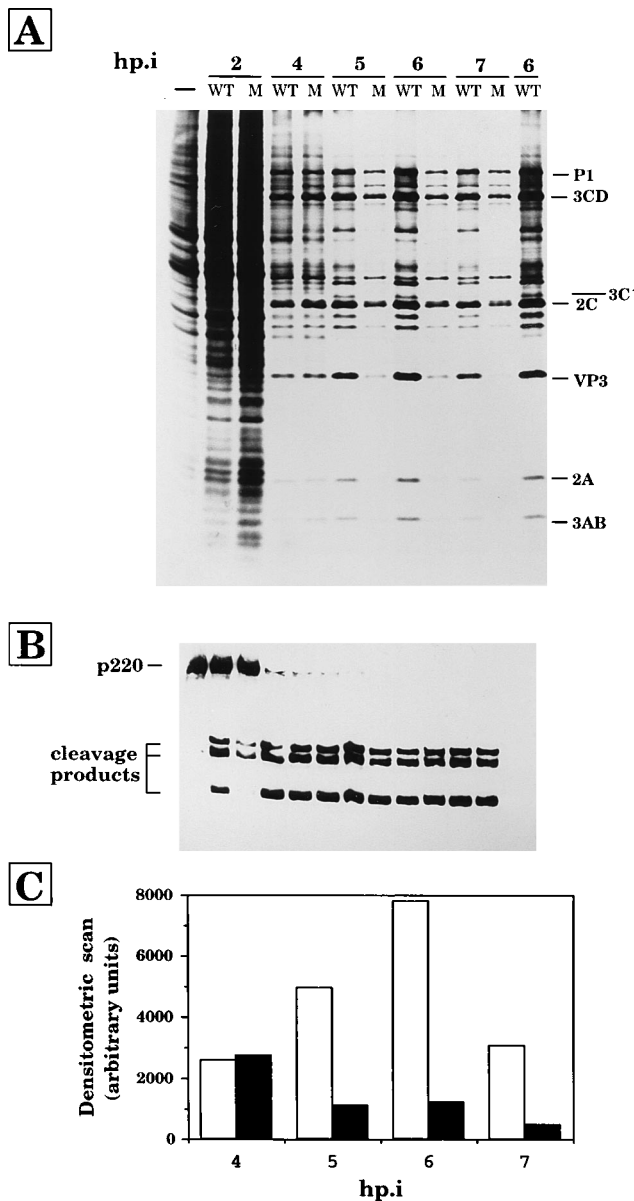 A
hp.i 2 4 5 6 7 6
— WT M WT M WT M WT M WT M WT
P1
3CD
3C'
2C
VP3
2A
3AB
B
p220
cleavage
products
C
Densitometric scan
(arbitrary units)
8000
6000
4000
2000
0
4 5 6 7
hp.i